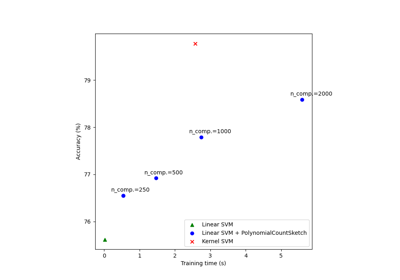 79
78
77
76
Accuracy (%)
n_comp.=2000
n_comp.=1000
n_comp.=500
n_comp.=250
Linear SVM
Linear SVM + PolynomialCountSketch
Kernel SVM
0
1
2
3
4
5
Training time (s)